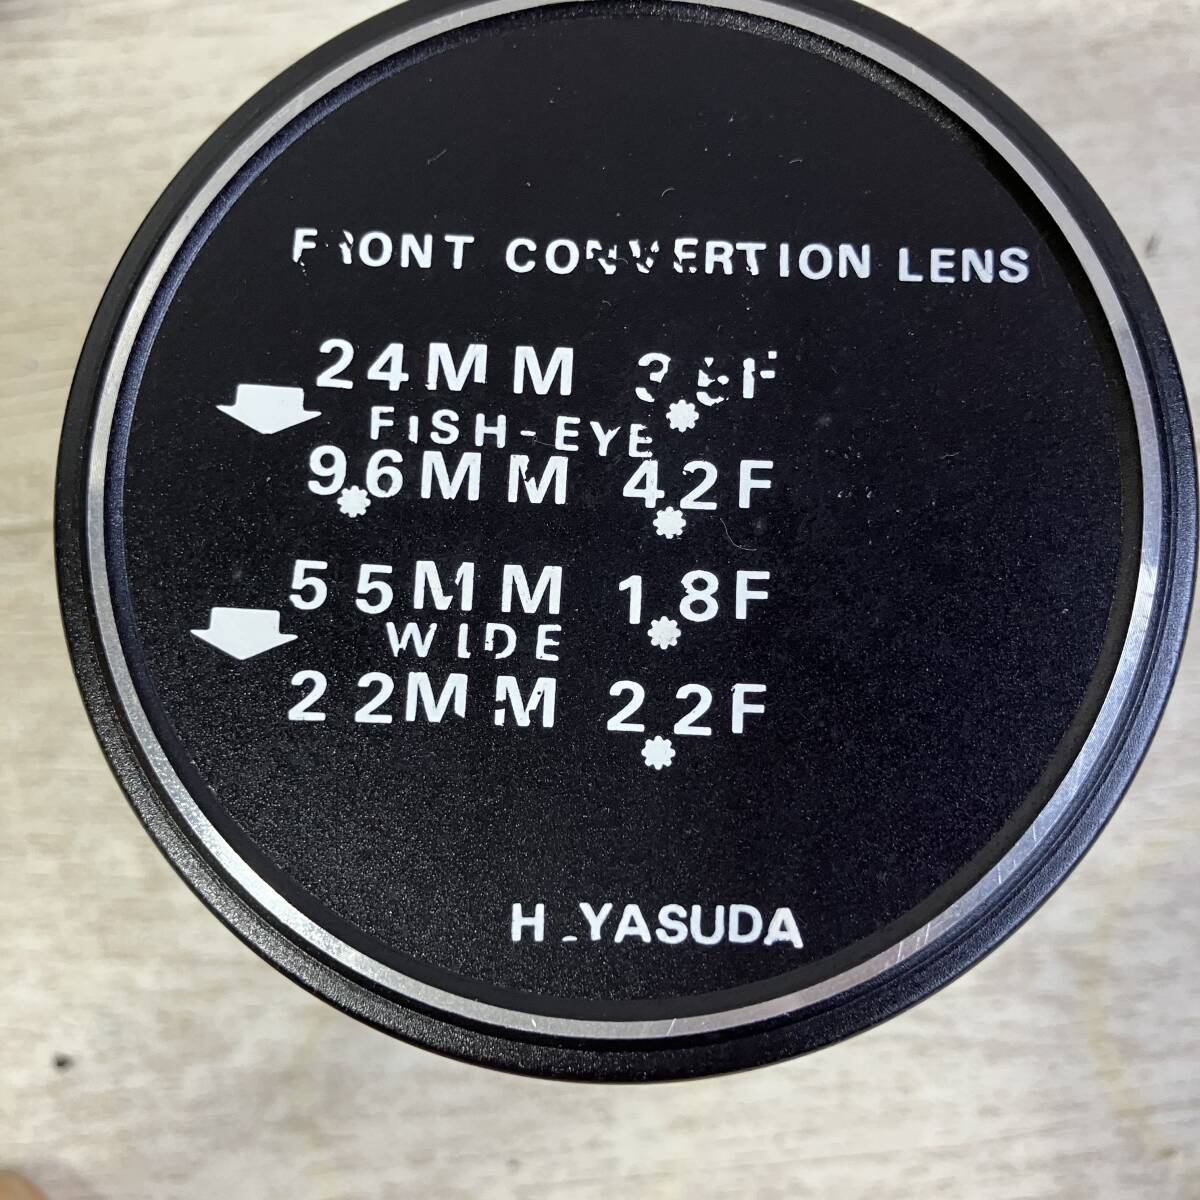 FRONT CONVERTION LENS
24MM 3.5F
FISH-EYE
9.6MM 4.2F
55MM 1.8F
WIDE
22MM 2.2F
H.YASUDA